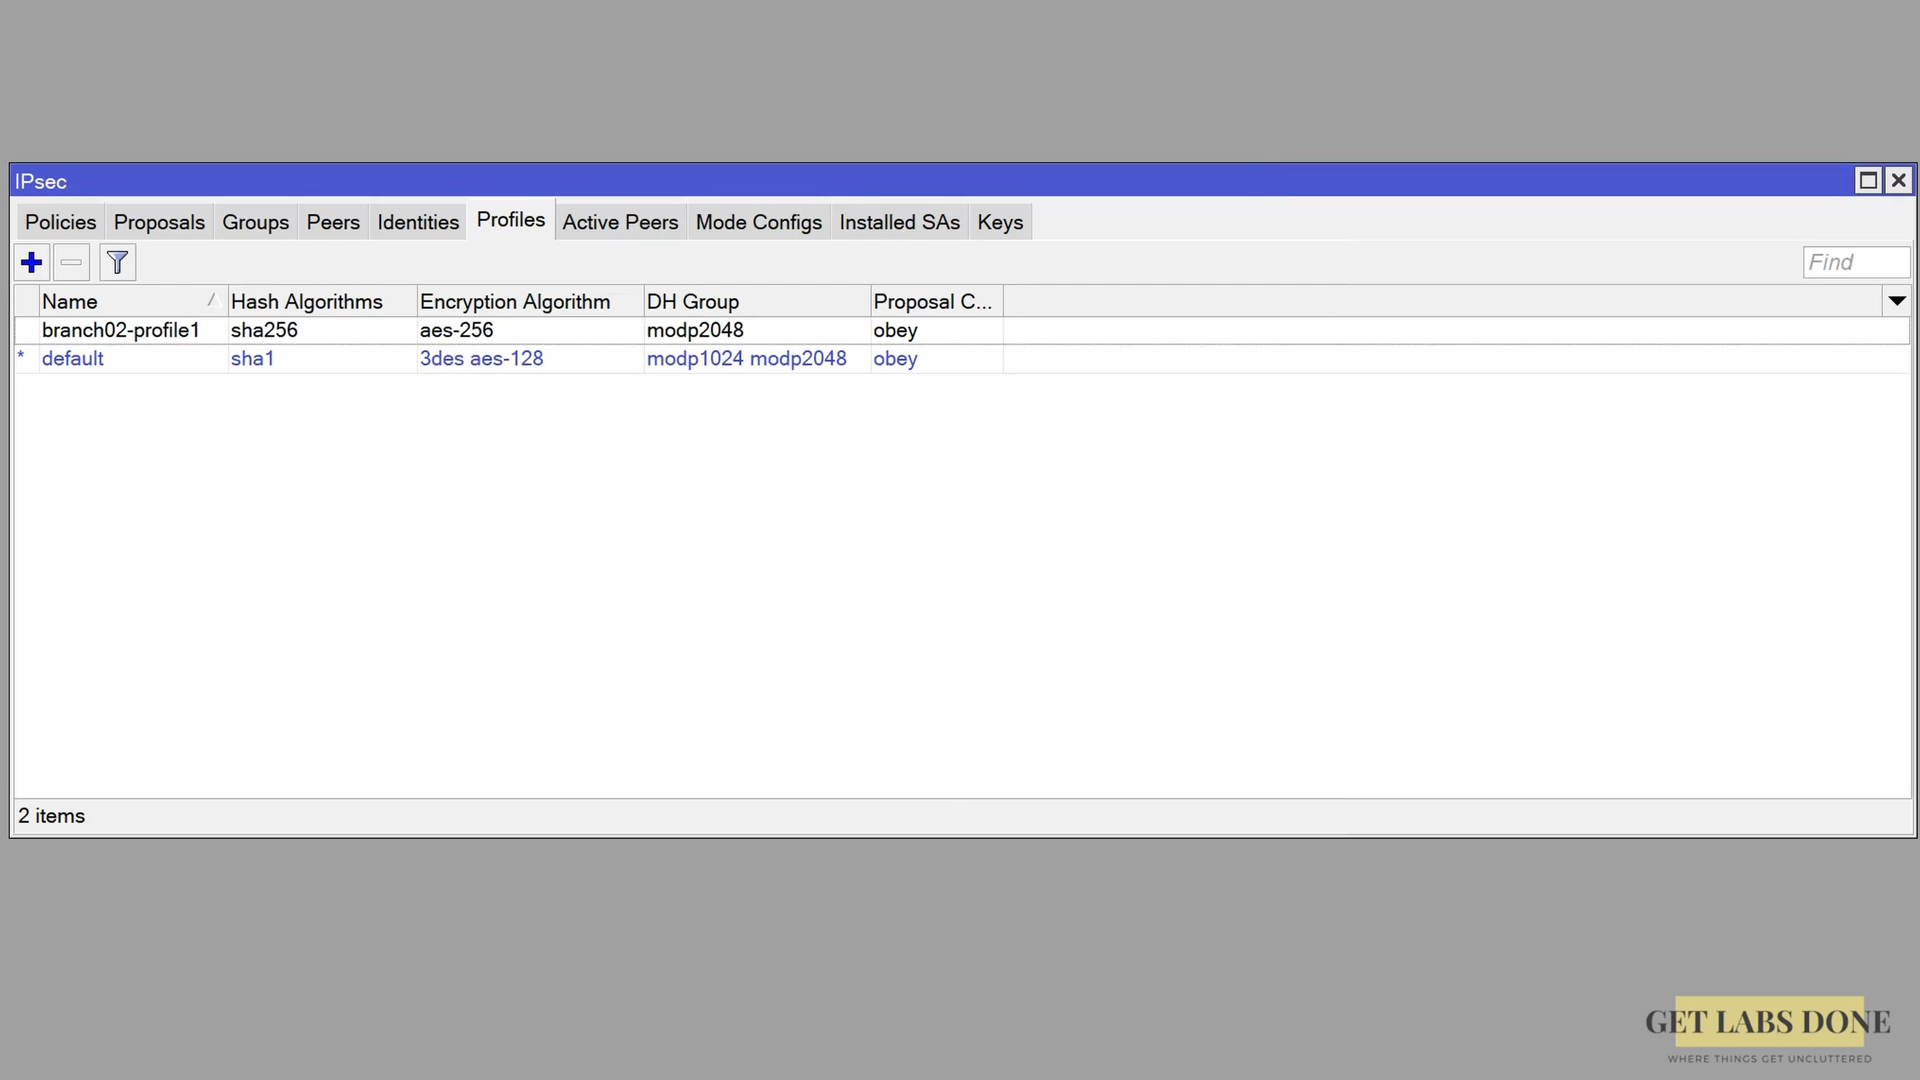 IPsec
Policies Proposals Groups Peers Identities Profiles Active Peers Mode Configs Installed SAs Keys
Find
Name Hash Algorithms Encryption Algorithm DH Group Proposal C...
branch02-profile1 sha256 aes-256 modp2048 obey
* default sha1 3des aes-128 modp1024 modp2048 obey
2 items
GET LABS DONE
WHERE THINGS GET UNCLUTTERED